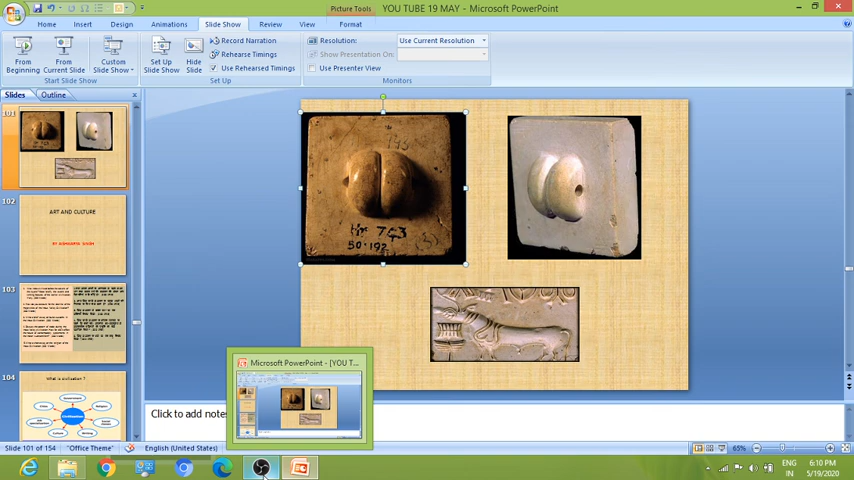 Picture Tools
YOU TUBE 19 MAY - Microsoft PowerPoint
Home
Insert
Design
Animations
Slide Show
Review
View
Format
From Beginning
From Current Slide
Custom Slide Show
Start Slide Show
Set Up Slide Show
Hide Slide
Record Narration
Rehearse Timings
Use Rehearsed Timings
Set Up
Resolution:
Use Current Resolution
Show Presentation On:
Use Presenter View
Monitors
Slides
Outline
101
102
ART AND CULTURE
103
104
What is civilization ?
743
50.192
Microsoft PowerPoint - [YOU T...
Click to add notes
Slide 101 of 154
"Office Theme"
English (United States)
65%
ENG
IN
6:10 PM
5/19/2020